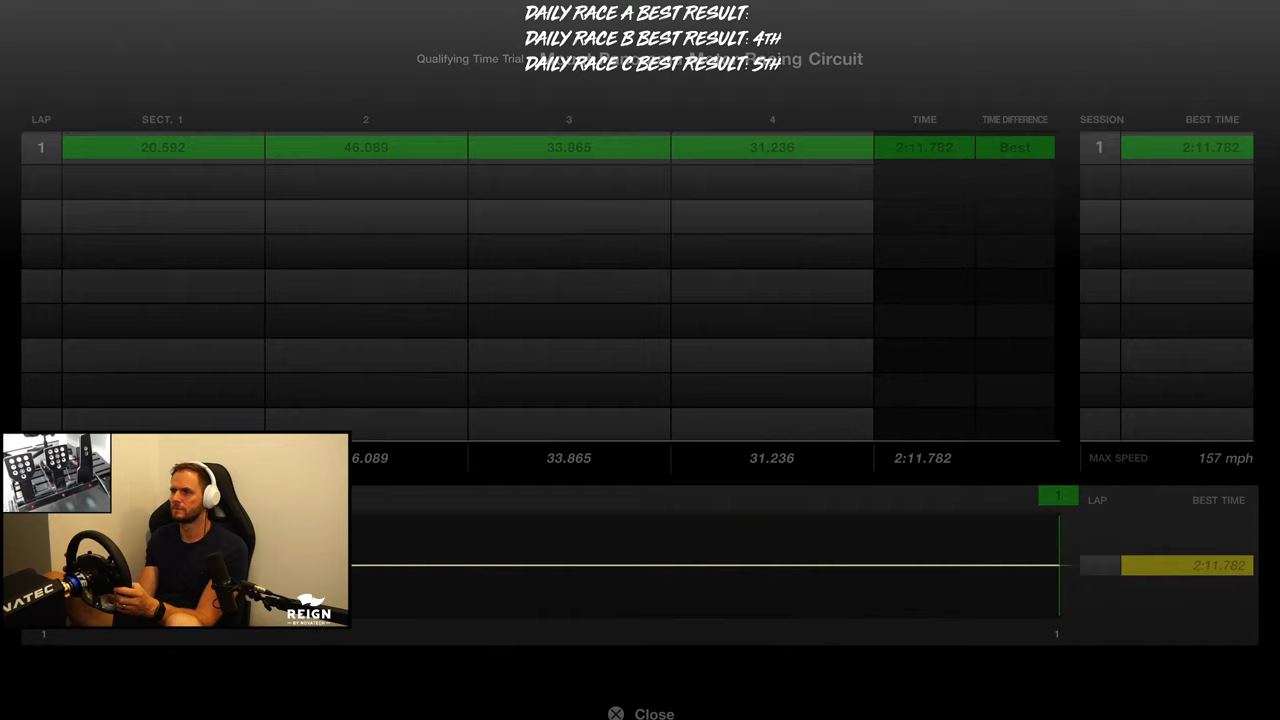 DAILY RACE A BEST RESULT:
DAILY RACE B BEST RESULT: 4TH
Qualifying Time Trial Racing Circuit
DAILY RACE C BEST RESULT: 5TH
LAP SECT. 1 2 3 4 TIME TIME DIFFERENCE SESSION BEST TIME
1 20.592 46.089 33.865 31.236 2:11.782 Best 1 2:11.782
6.089 33.865 31.236 2:11.782 MAX SPEED 157 mph
1 LAP BEST TIME
2:11.782
NATEC
REIGN
BY NOVATECH
1 1
Close